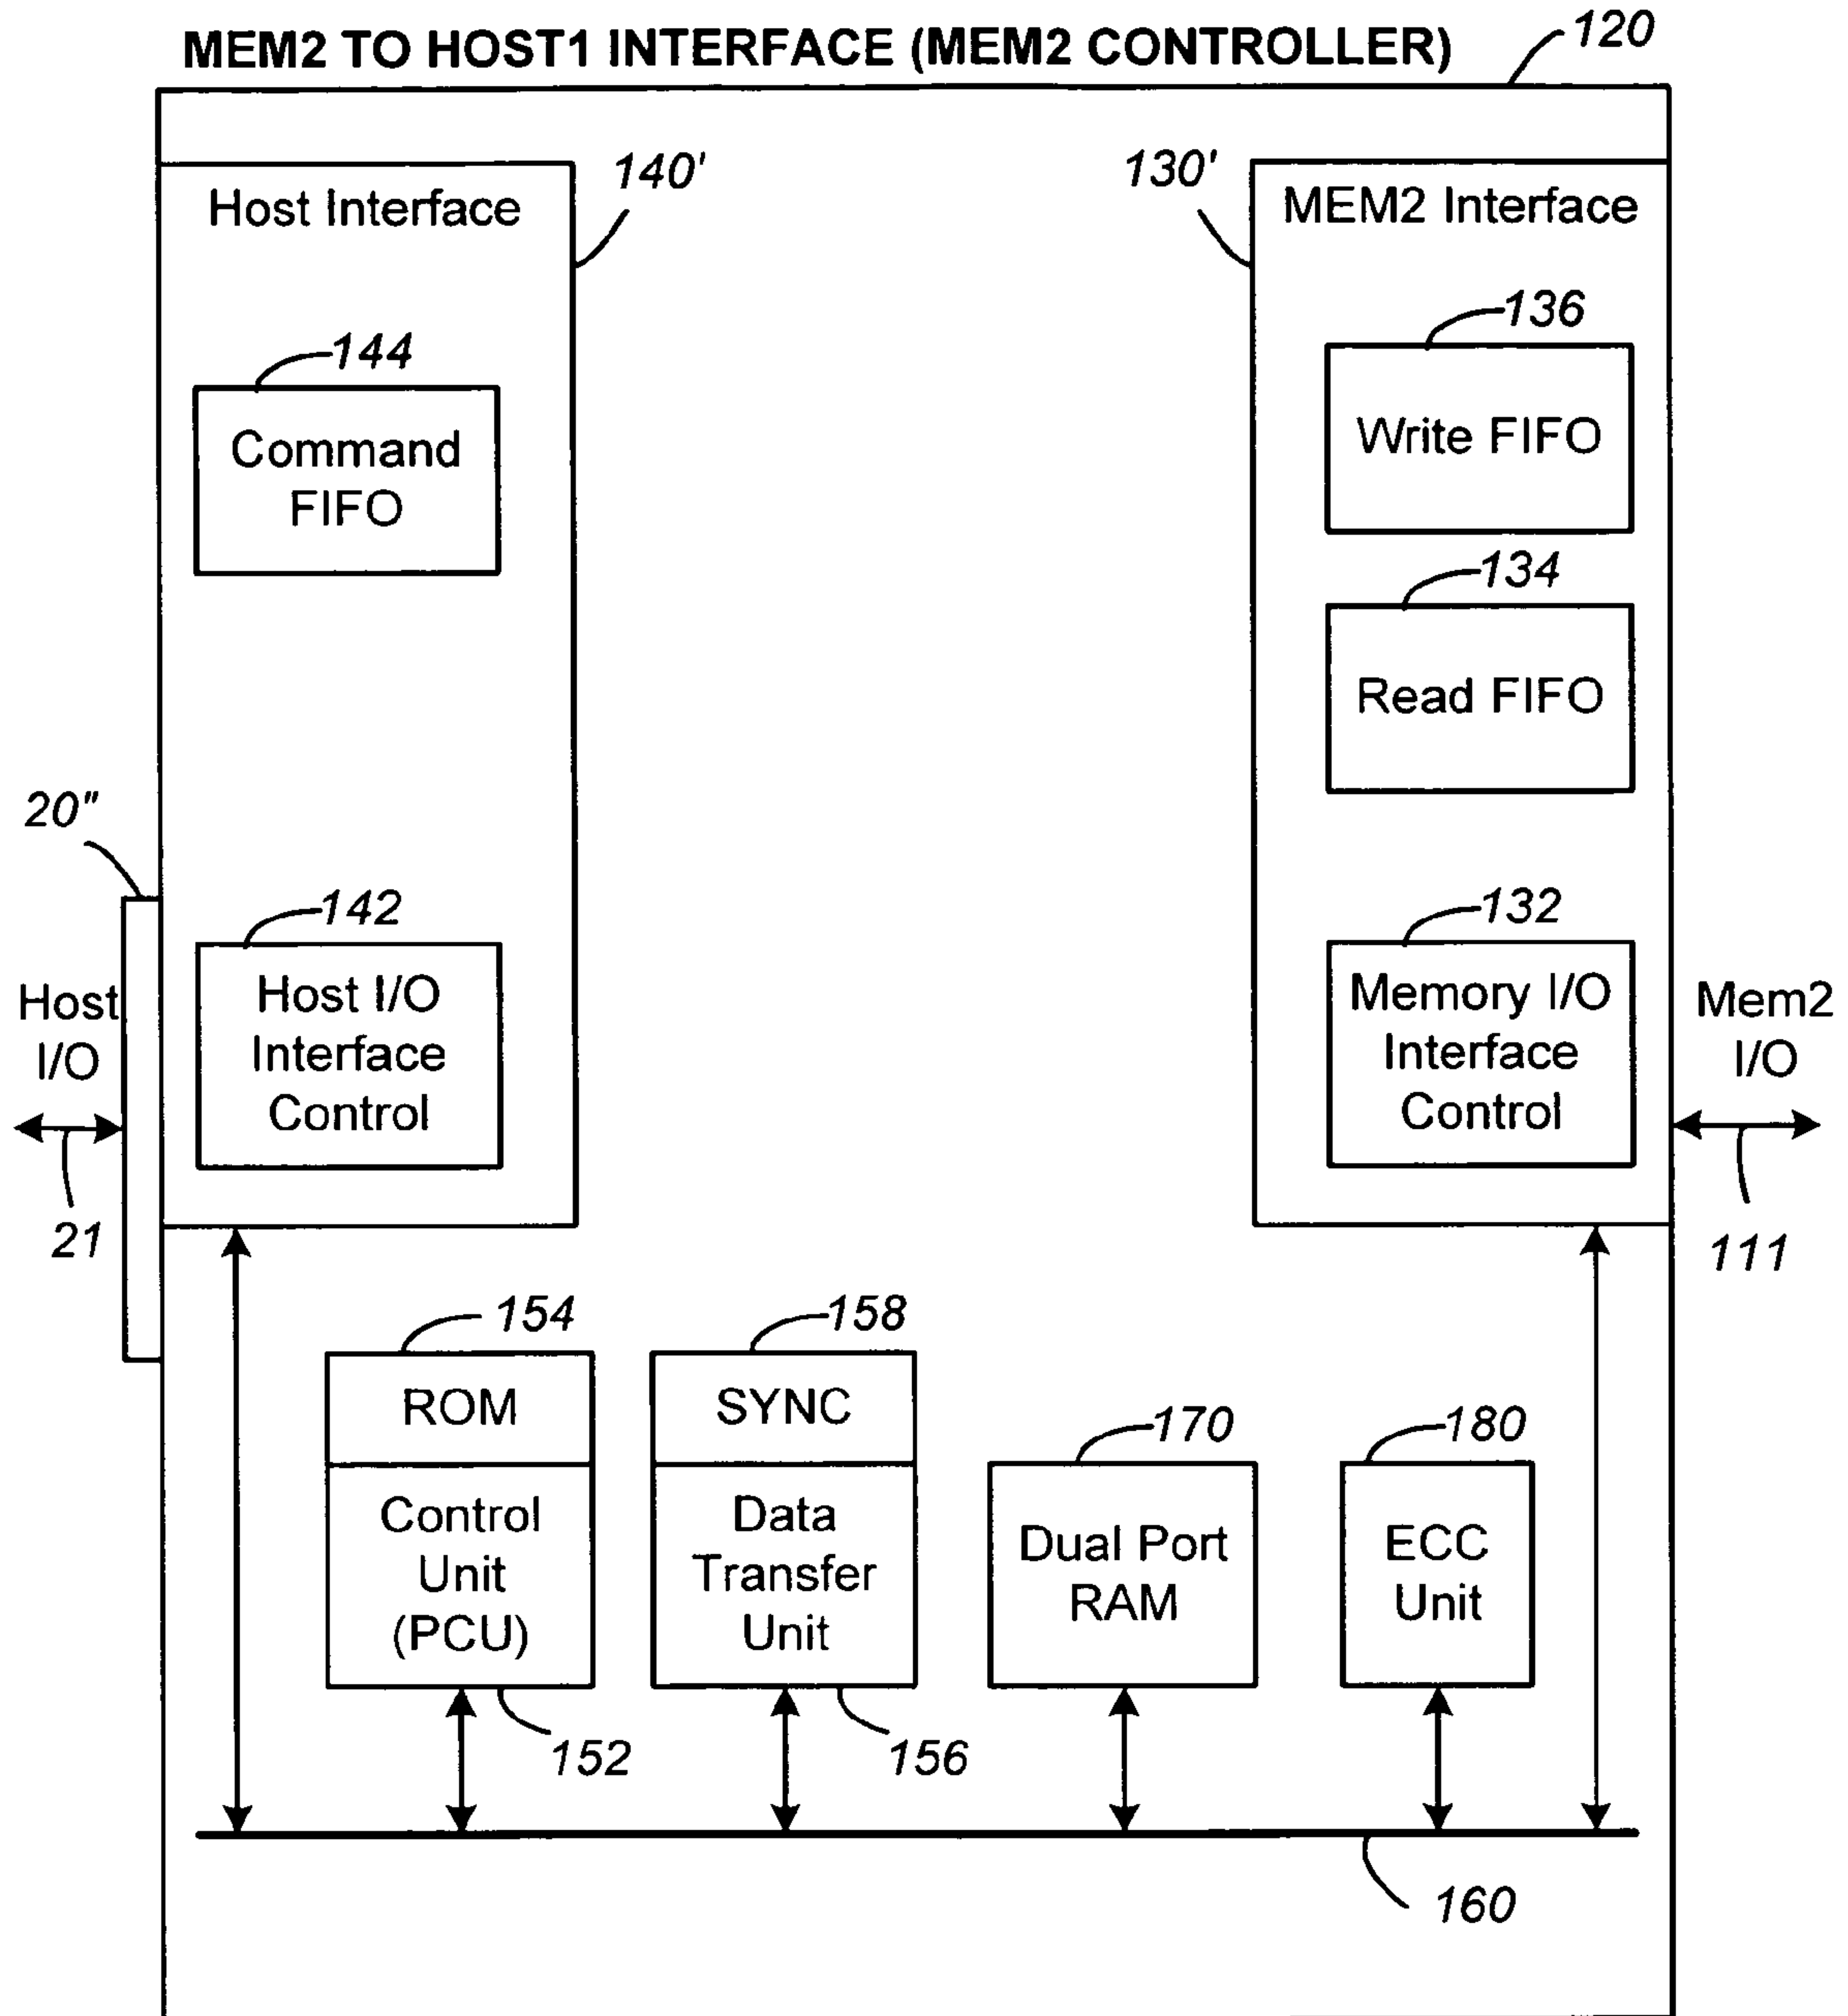 MEM2 TO HOST1 INTERFACE (MEM2 CONTROLLER)
120
140'
130'
Host Interface
MEM2 Interface
136
144
Write FIFO
Command
FIFO
134
Read FIFO
20"
142
132
Host
I/O
Host I/O
Interface
Control
Memory I/O
Interface
Control
Mem2
I/O
21
111
154
158
ROM
SYNC
170
180
Control
Unit
(PCU)
Data
Transfer
Unit
Dual Port
RAM
ECC
Unit
152
156
160